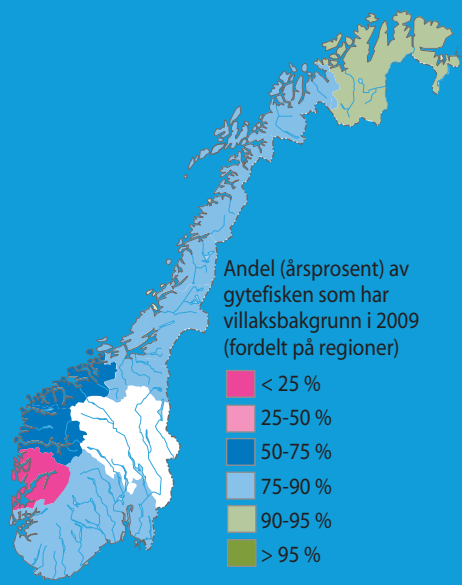 Andel (årsprosent) av
gytefisken som har
villaksbakgrunn i 2009
(fordelt på regioner)
< 25 %
25-50 %
50-75 %
75-90 %
90-95 %
> 95 %